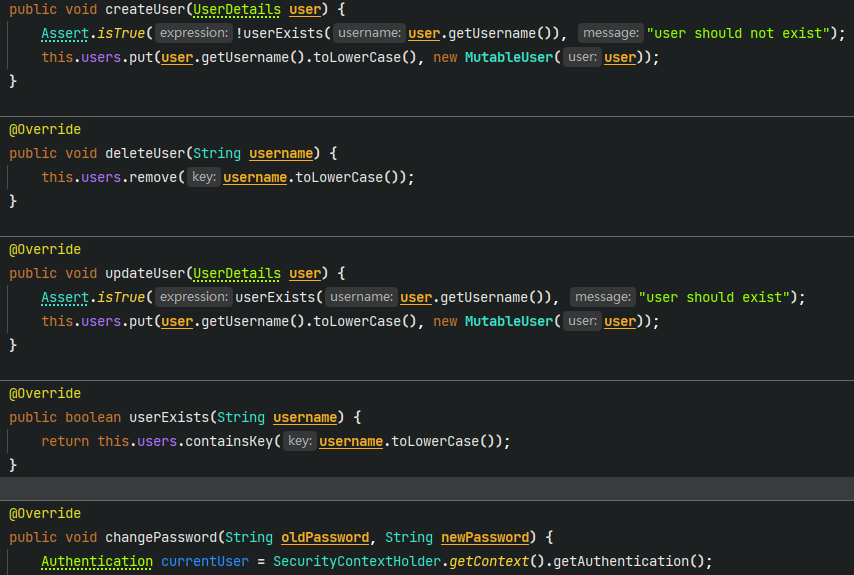 public void createUser(UserDetails user) {
Assert.isTrue( expression: !userExists( username: user.getUsername()), message: "user should not exist");
this.users.put(user.getUsername().toLowerCase(), new MutableUser( user: user));
}
@Override
public void deleteUser(String username) {
this.users.remove( key: username.toLowerCase());
}
@Override
public void updateUser(UserDetails user) {
Assert.isTrue( expression: userExists( username: user.getUsername()), message: "user should exist");
this.users.put(user.getUsername().toLowerCase(), new MutableUser( user: user));
}
@Override
public boolean userExists(String username) {
return this.users.containsKey( key: username.toLowerCase());
}
@Override
public void changePassword(String oldPassword, String newPassword) {
Authentication currentUser = SecurityContextHolder.getContext().getAuthentication();